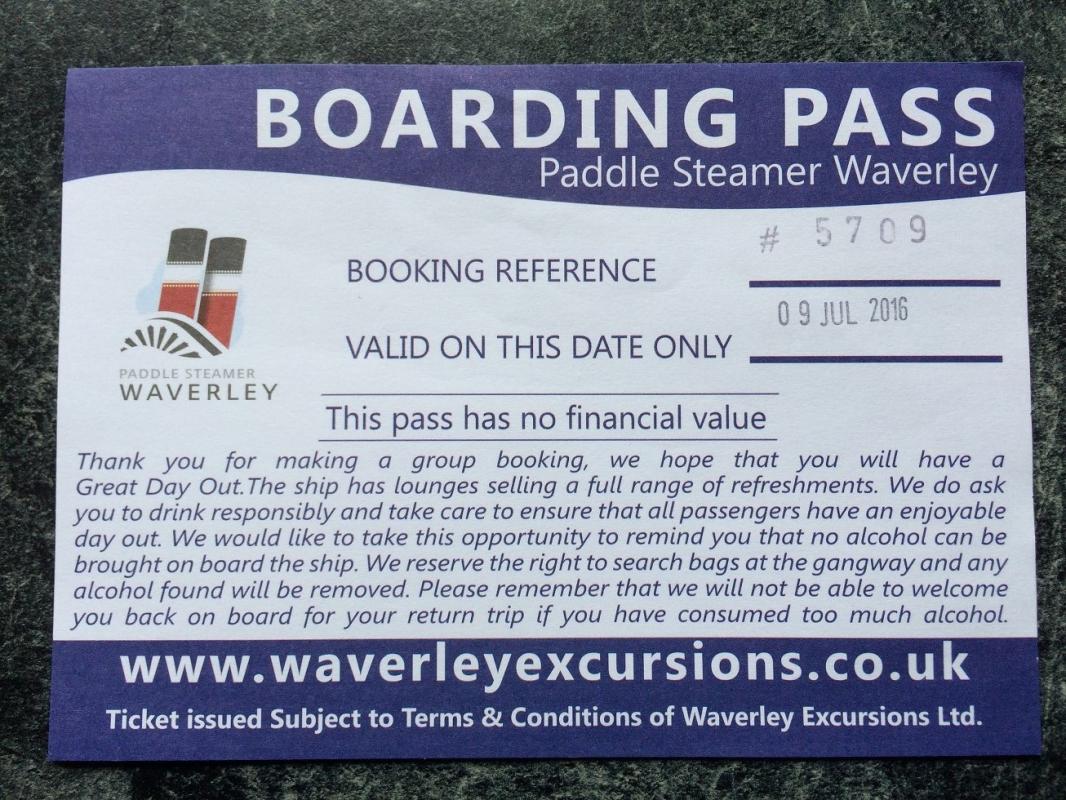 BOARDING PASS
Paddle Steamer Waverley
# 5709
BOOKING REFERENCE
09 JUL 2016
VALID ON THIS DATE ONLY
PADDLE STEAMER
WAVERLEY
This pass has no financial value
Thank you for making a group booking, we hope that you will have a
Great Day Out.The ship has lounges selling a full range of refreshments. We do ask
you to drink responsibly and take care to ensure that all passengers have an enjoyable
day out. We would like to take this opportunity to remind you that no alcohol can be
brought on board the ship. We reserve the right to search bags at the gangway and any
alcohol found will be removed. Please remember that we will not be able to welcome
you back on board for your return trip if you have consumed too much alcohol.
www.waverleyexcursions.co.uk
Ticket issued Subject to Terms & Conditions of Waverley Excursions Ltd.